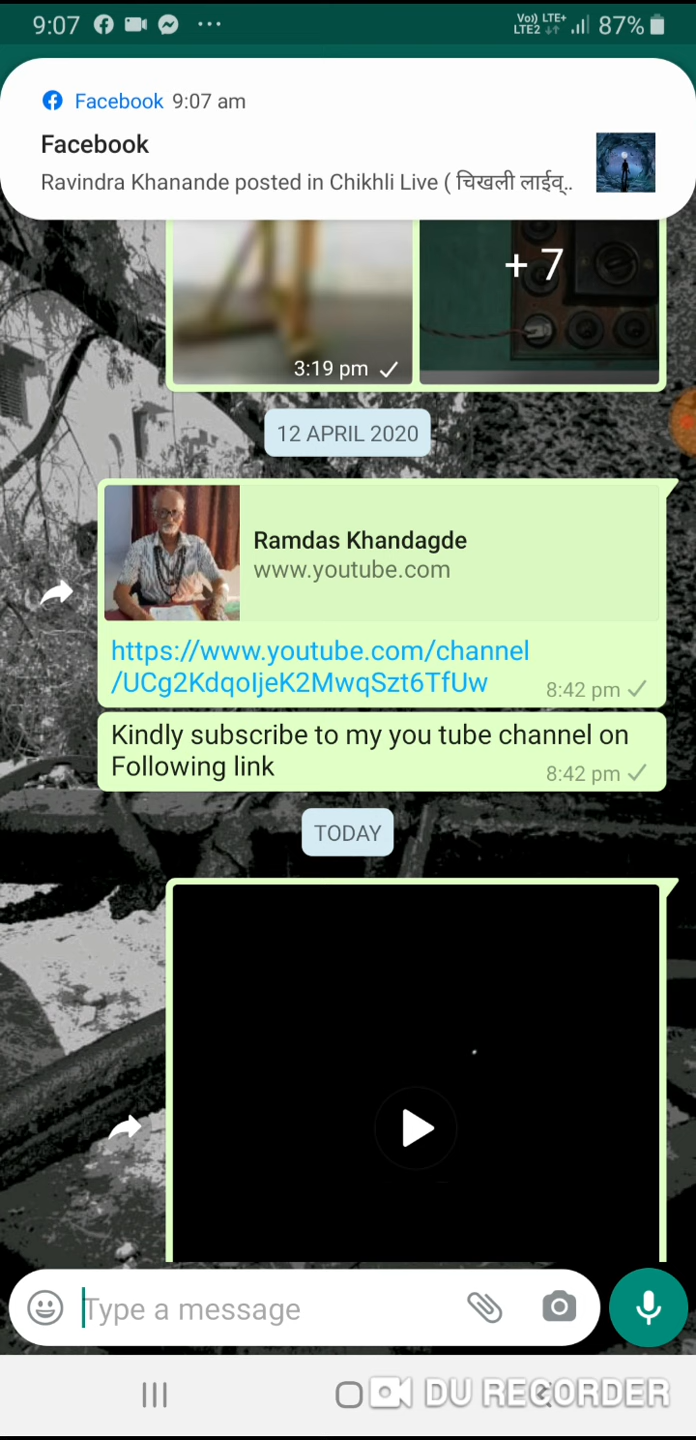 9:07
Vo)) LTE+
LTE2
87%
Facebook 9:07 am
Facebook
Ravindra Khanande posted in Chikhli Live ( चिखली लाईव्..
+ 7
3:19 pm
12 APRIL 2020
Ramdas Khandagde
www.youtube.com
https://www.youtube.com/channel
/UCg2KdqoIjeK2MwqSzt6TfUw
8:42 pm
Kindly subscribe to my you tube channel on
Following link
8:42 pm
TODAY
Type a message
DU RECORDER